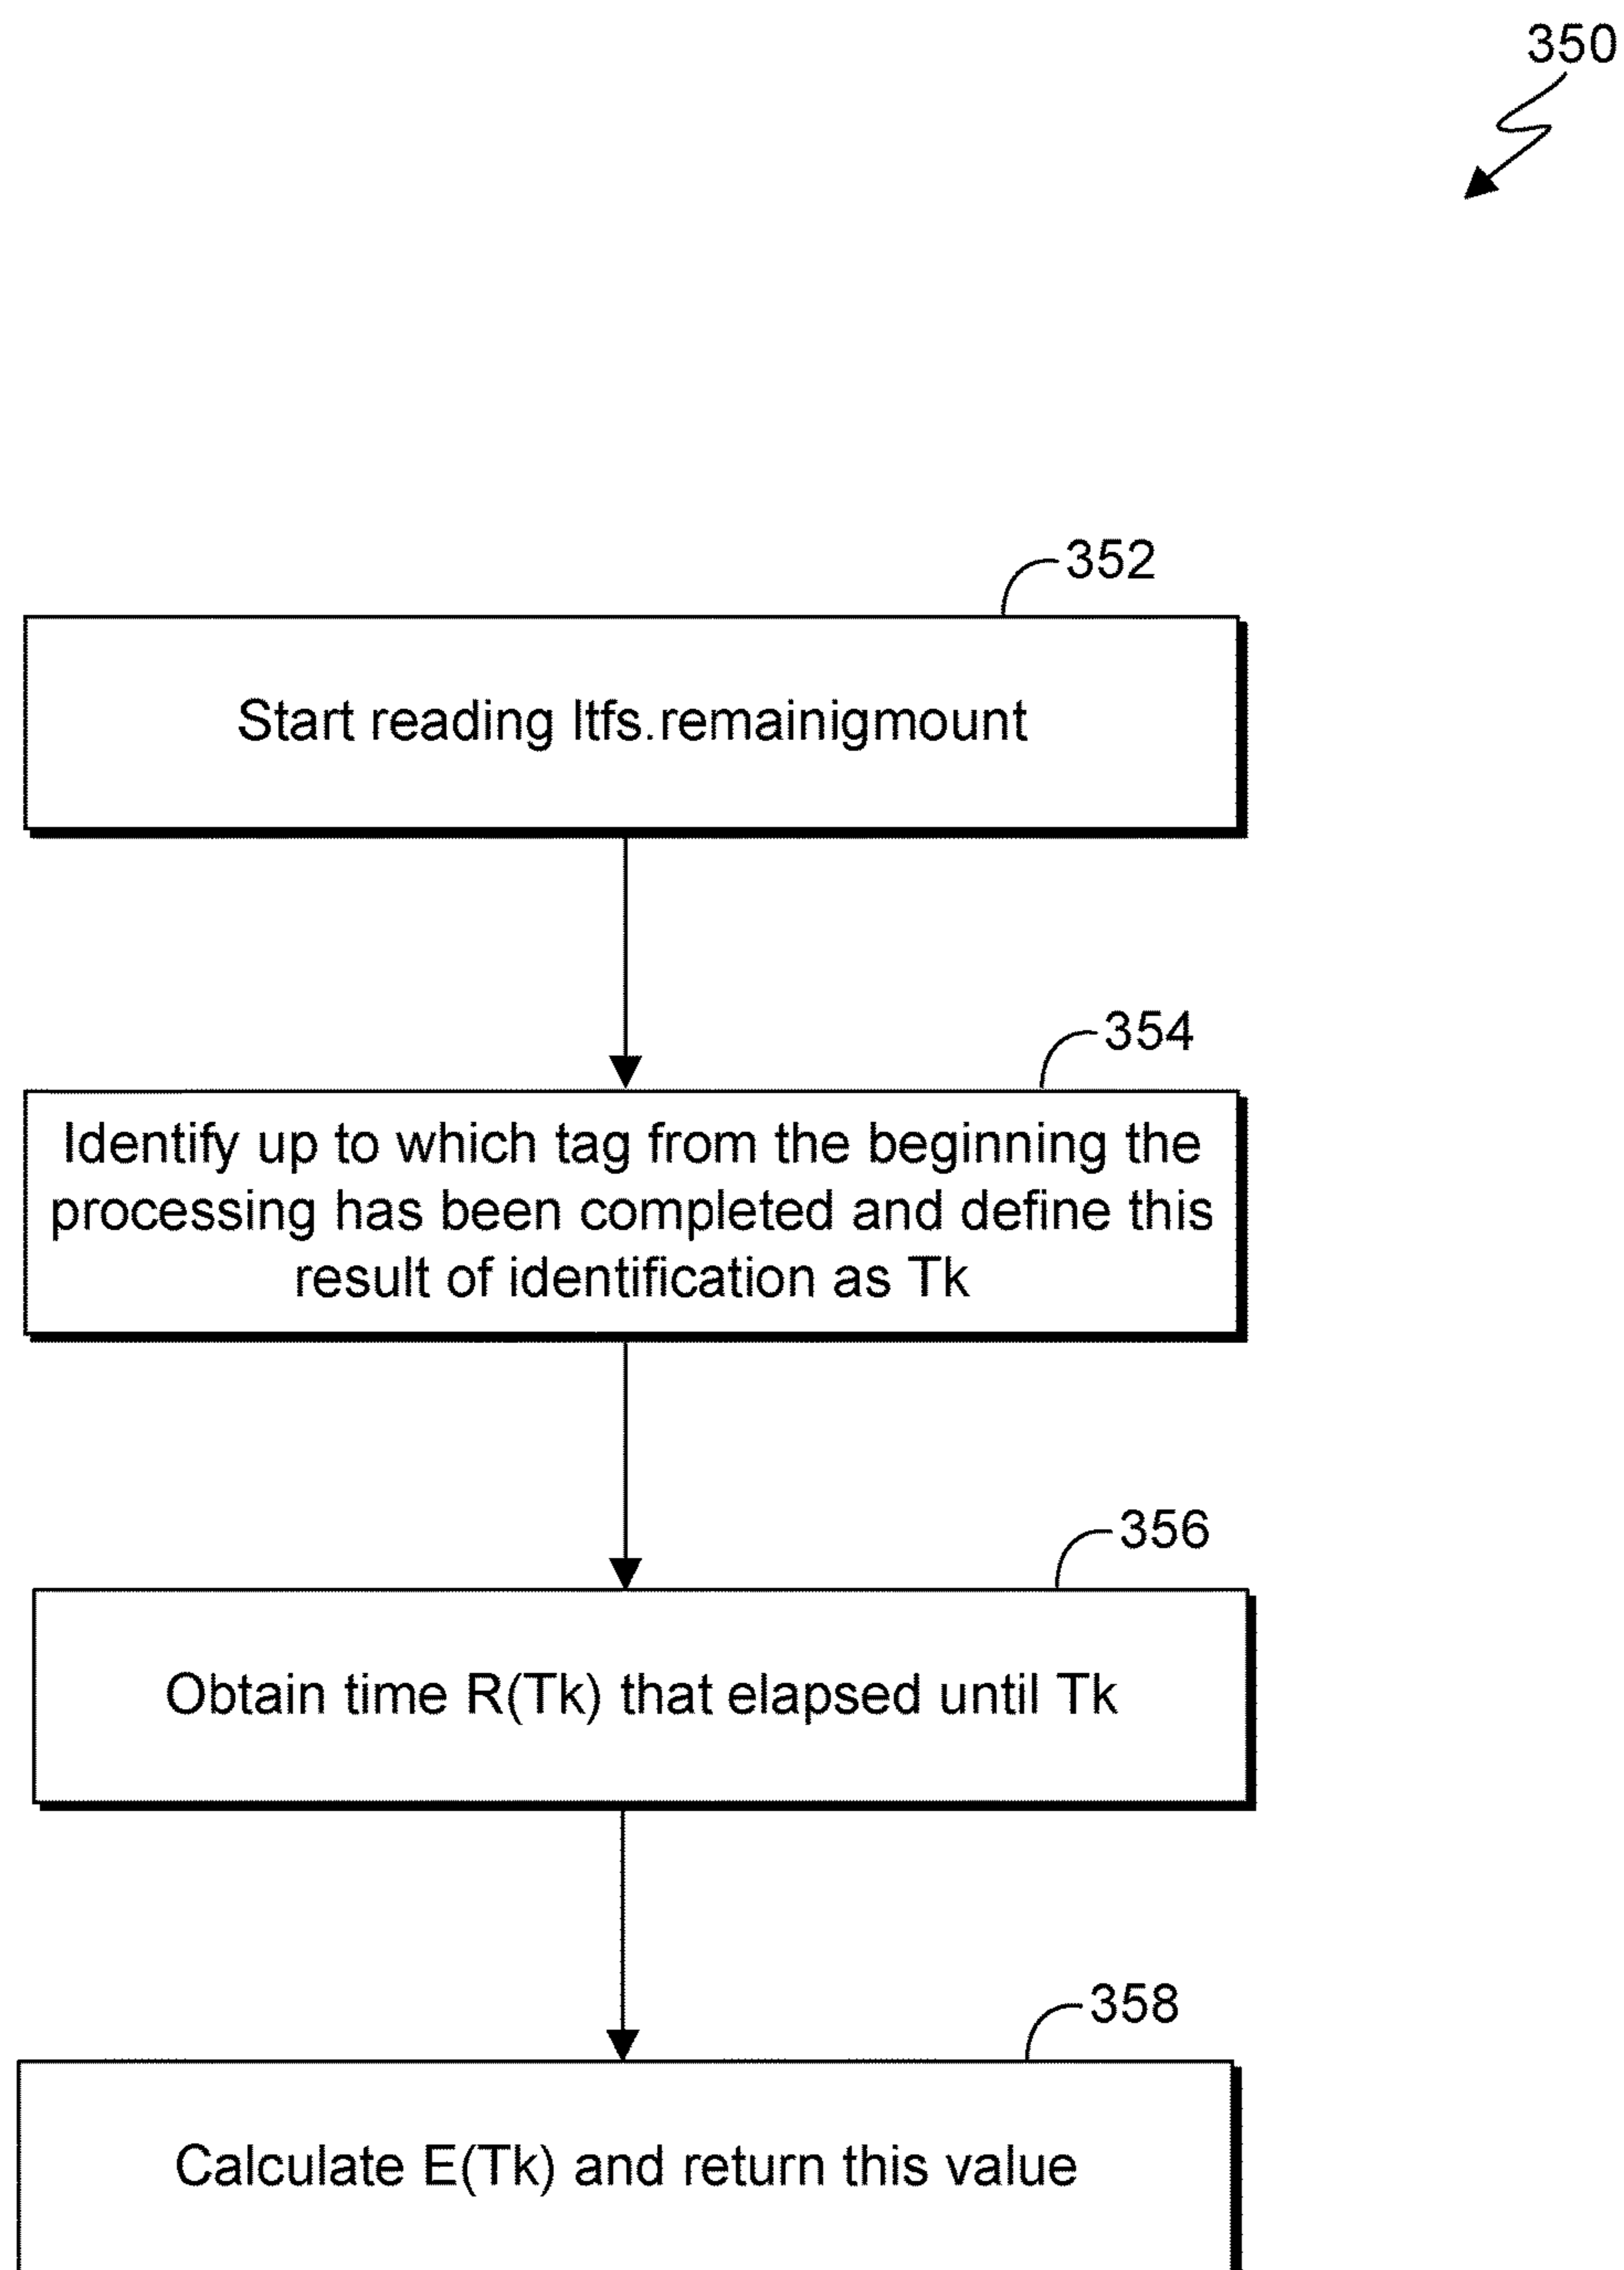 350
352
Start reading ltfs.remainigmount
354
Identify up to which tag from the beginning the
processing has been completed and define this
result of identification as Tk
356
Obtain time R(Tk) that elapsed until Tk
358
Calculate E(Tk) and return this value